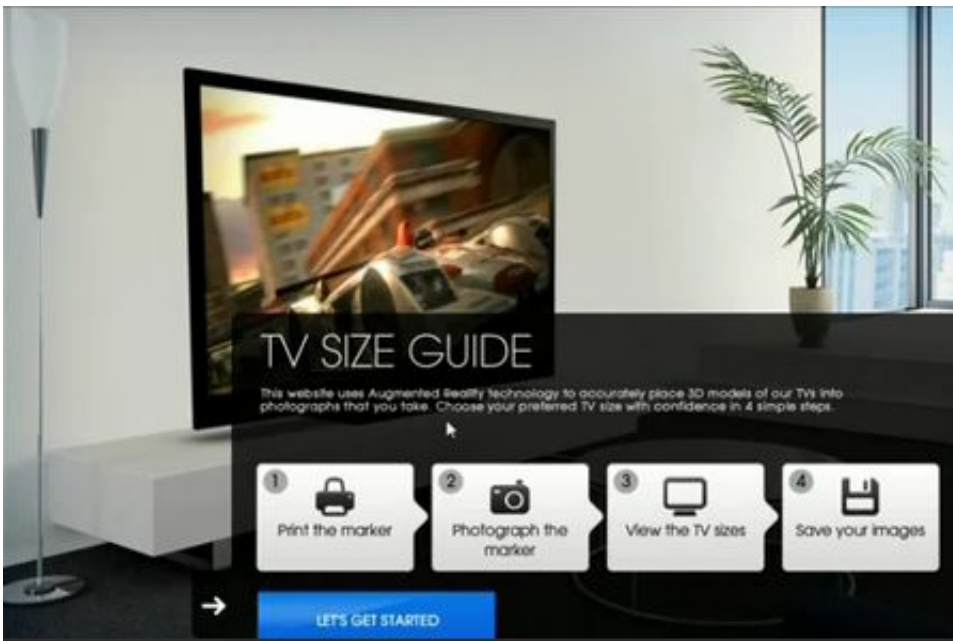 TV SIZE GUIDE
This website uses Augmented Reality technology to accurately place 3D models of our TVs into
photographs that you take. Choose your preferred TV size with confidence in 4 simple steps.
1
Print the marker
2
Photograph the
marker
3
View the TV sizes
4
Save your images
LET'S GET STARTED